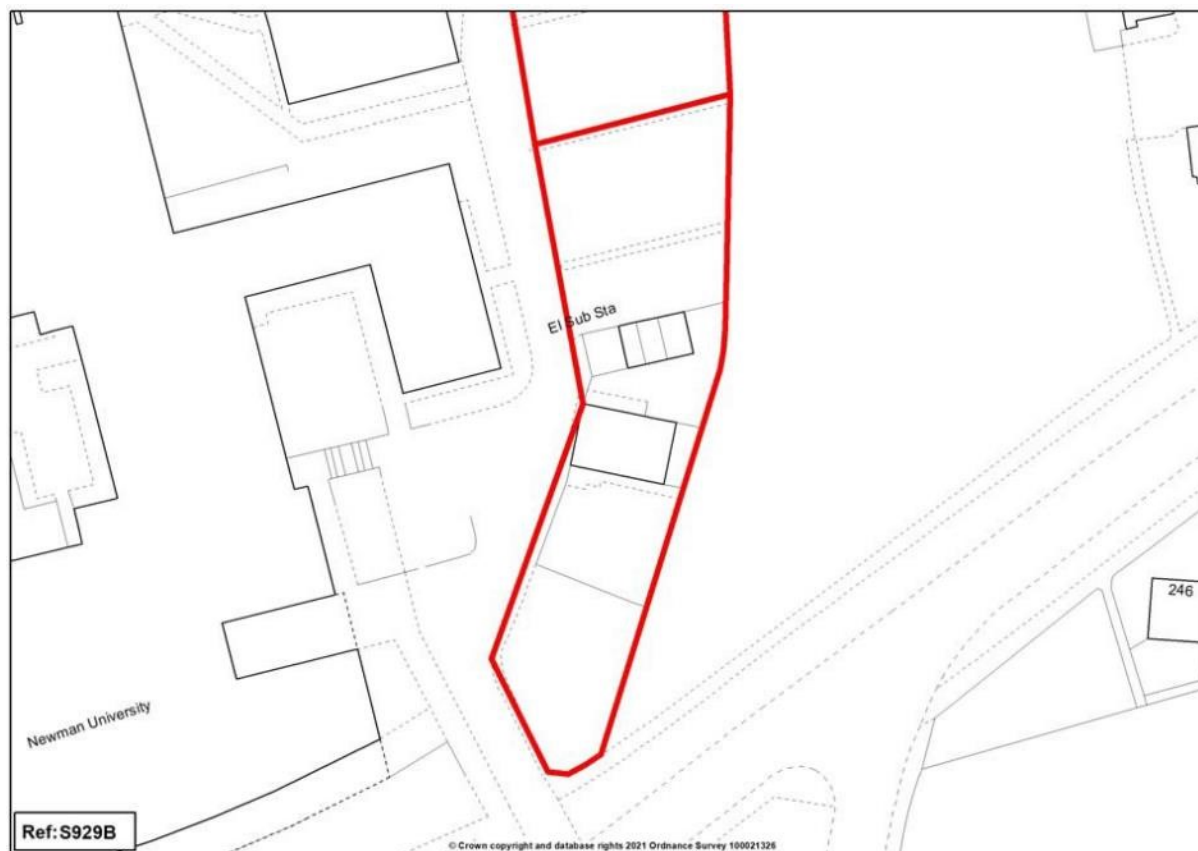 El Sub Sta
246
Newman University
Ref:S929B
© Crown copyright and database rights 2021 Ordnance Survey 100021326